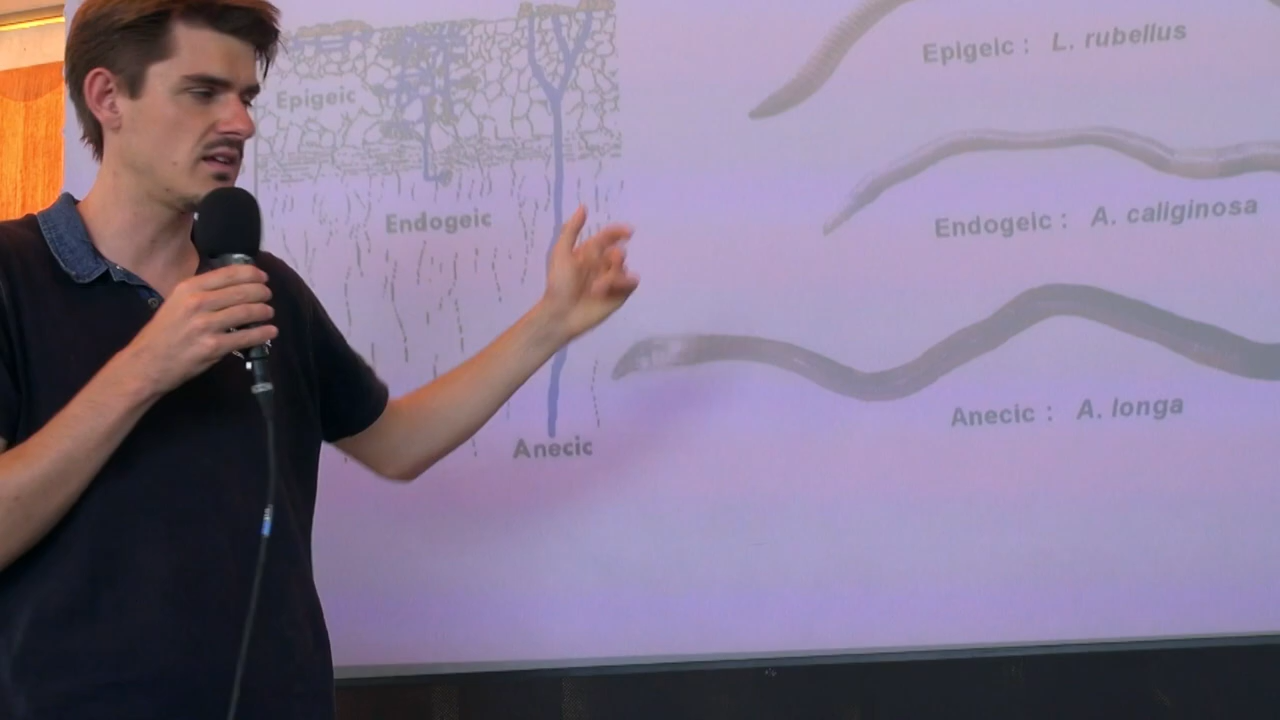 Epigeic
Endogeic
Anecic
Epigeic : L. rubellus
Endogeic : A. caliginosa
Anecic : A. longa